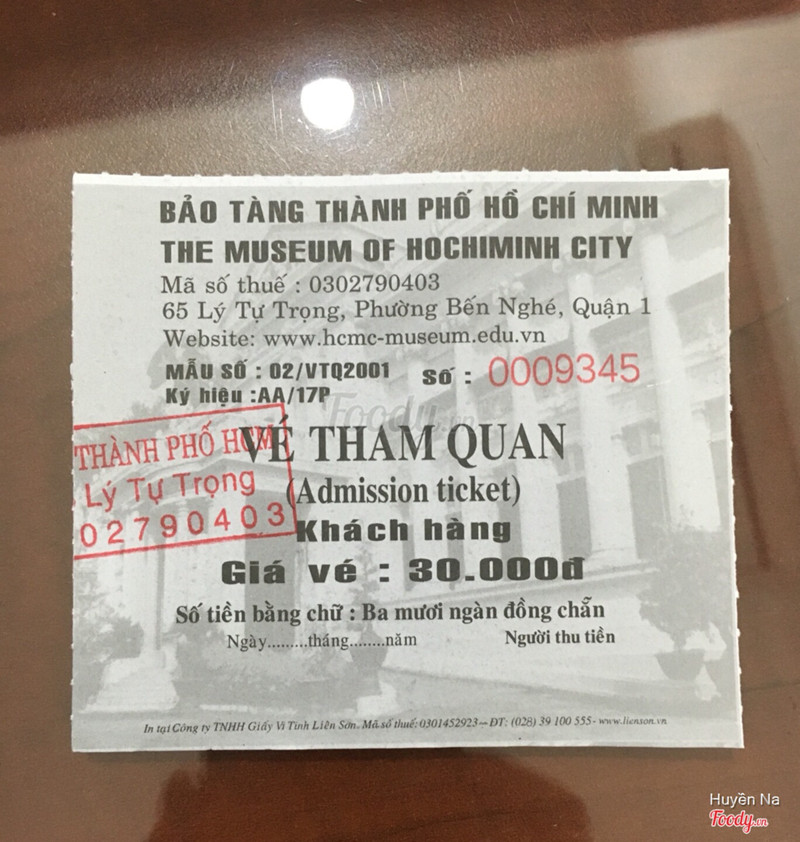 BẢO TÀNG THÀNH PHỐ HỒ CHÍ MINH
THE MUSEUM OF HOCHIMINH CITY
Mã số thuế : 0302790403
65 Lý Tự Trọng, Phường Bến Nghé, Quận 1
Website: www.hcmc-museum.edu.vn
MẪU SỐ : 02/VTQ2001 Số : 0009345
Ký hiệu :AA/17P
Foody.vn
THÀNH PHỐ HCM
Lý Tự Trọng
02790403
VÉ THAM QUAN
(Admission ticket)
Khách hàng
Giá vé : 30.000đ
Số tiền bằng chữ : Ba mươi ngàn đồng chẵn
Ngày.........tháng........năm Người thu tiền
In tại Công ty TNHH Giấy Vi Tính Liên Sơn. Mã số thuế: 0301452923 – ĐT: (028) 39 100 555- www.lienson.vn
Huyền Na
Foody.vn